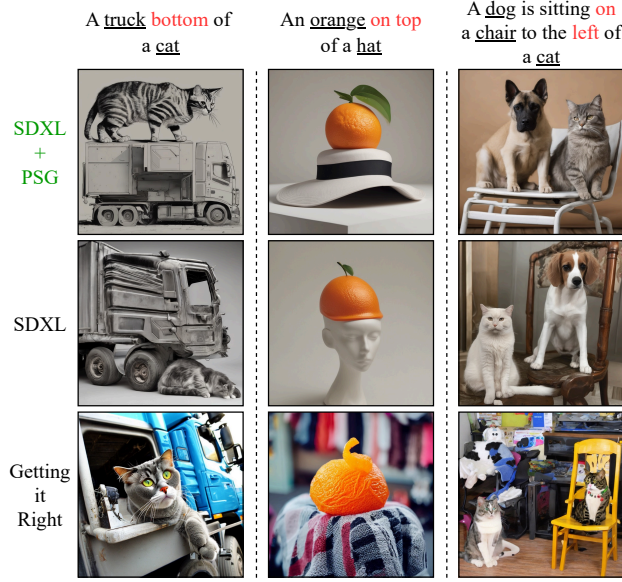 A truck bottom of
a cat
An orange on top
of a hat
A dog is sitting on
a chair to the left of
a cat
SDXL
+
PSG
SDXL
Getting
it
Right